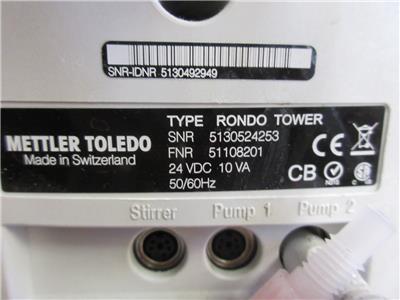 SNR-IDNR 5130492949
TYPE RONDO TOWER
METTLER TOLEDO
Made in Switzerland
SNR 5130524253
FNR 51108201
24 VDC 10 VA
50/60Hz
CE
CB
Stirrer Pump 1 Pump 2